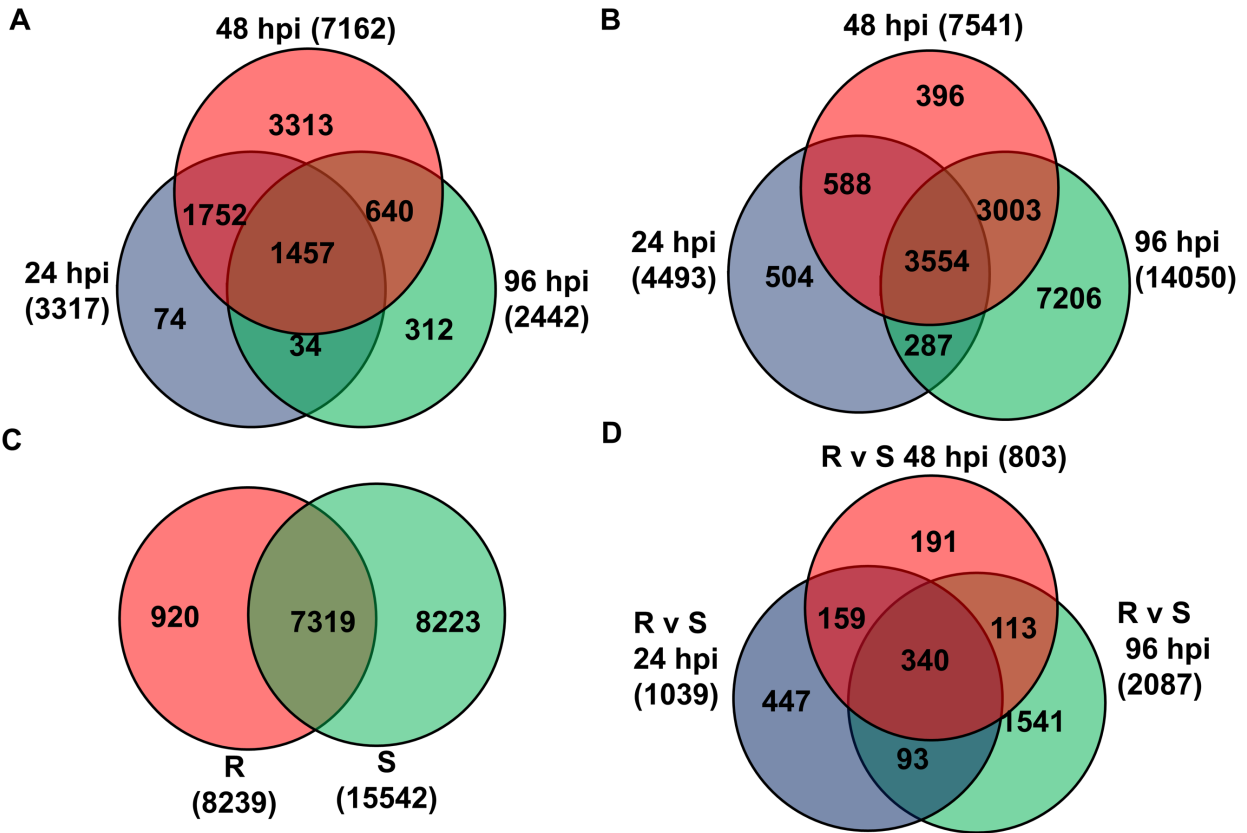 A
48 hpi (7162)
3313
1752
640
1457
24 hpi
(3317)
96 hpi
(2442)
74
312
34
B
48 hpi (7541)
396
588
3003
3554
24 hpi
(4493)
96 hpi
(14050)
504
7206
287
C
920
7319
8223
R
(8239)
S
(15542)
D
R v S 48 hpi (803)
191
159
113
340
R v S
24 hpi
(1039)
R v S
96 hpi
(2087)
447
1541
93